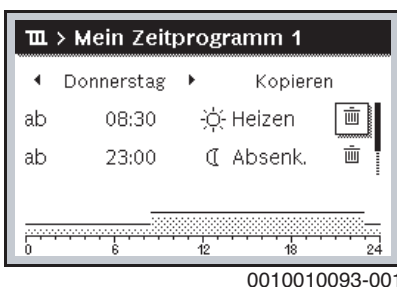 > Mein Zeitprogramm 1
Donnerstag Kopieren
ab 08:30 Heizen
ab 23:00 Absenk.
0 6 12 18 24
0010010093-001